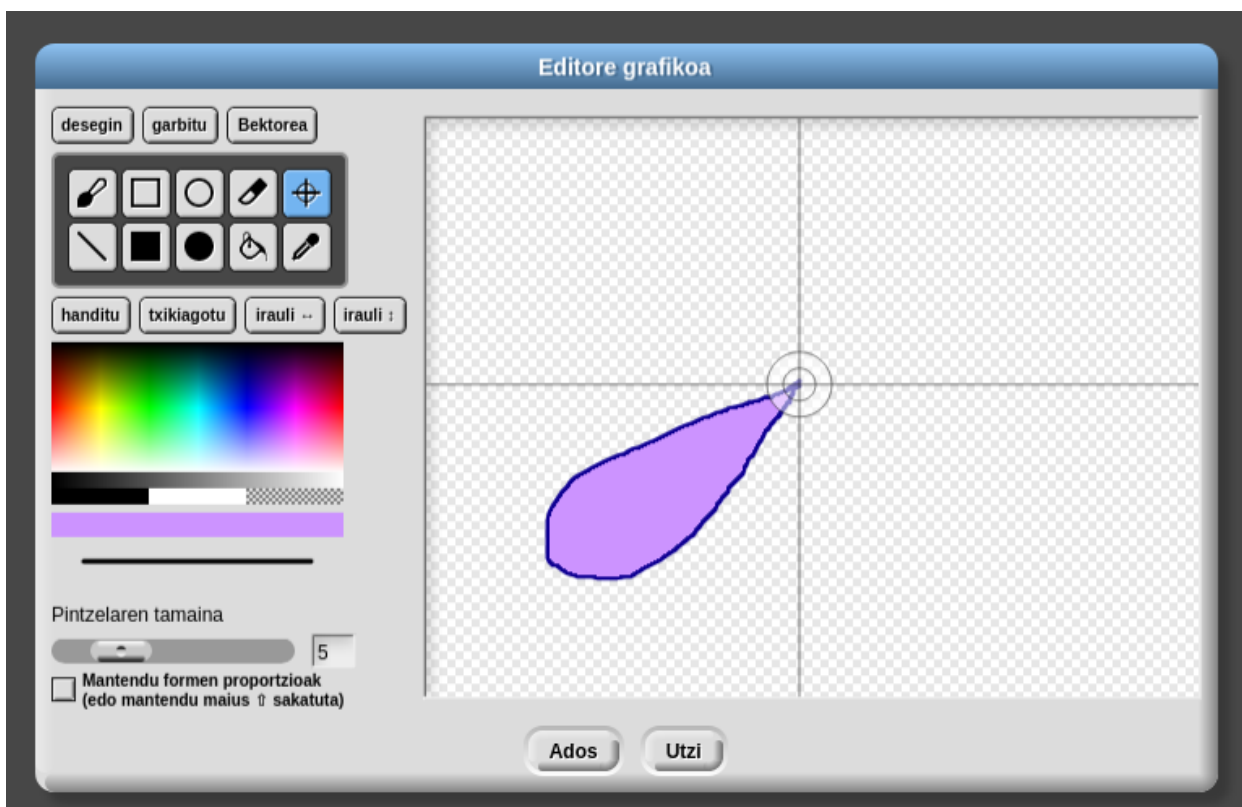 Editore grafikoa
desegin garbitu Bektorea
handitu txikiagotu irauli ↔ irauli ↕
Pintzelaren tamaina
5
Mantendu formen proportzioak
(edo mantendu maius ⇧ sakatuta)
Ados Utzi